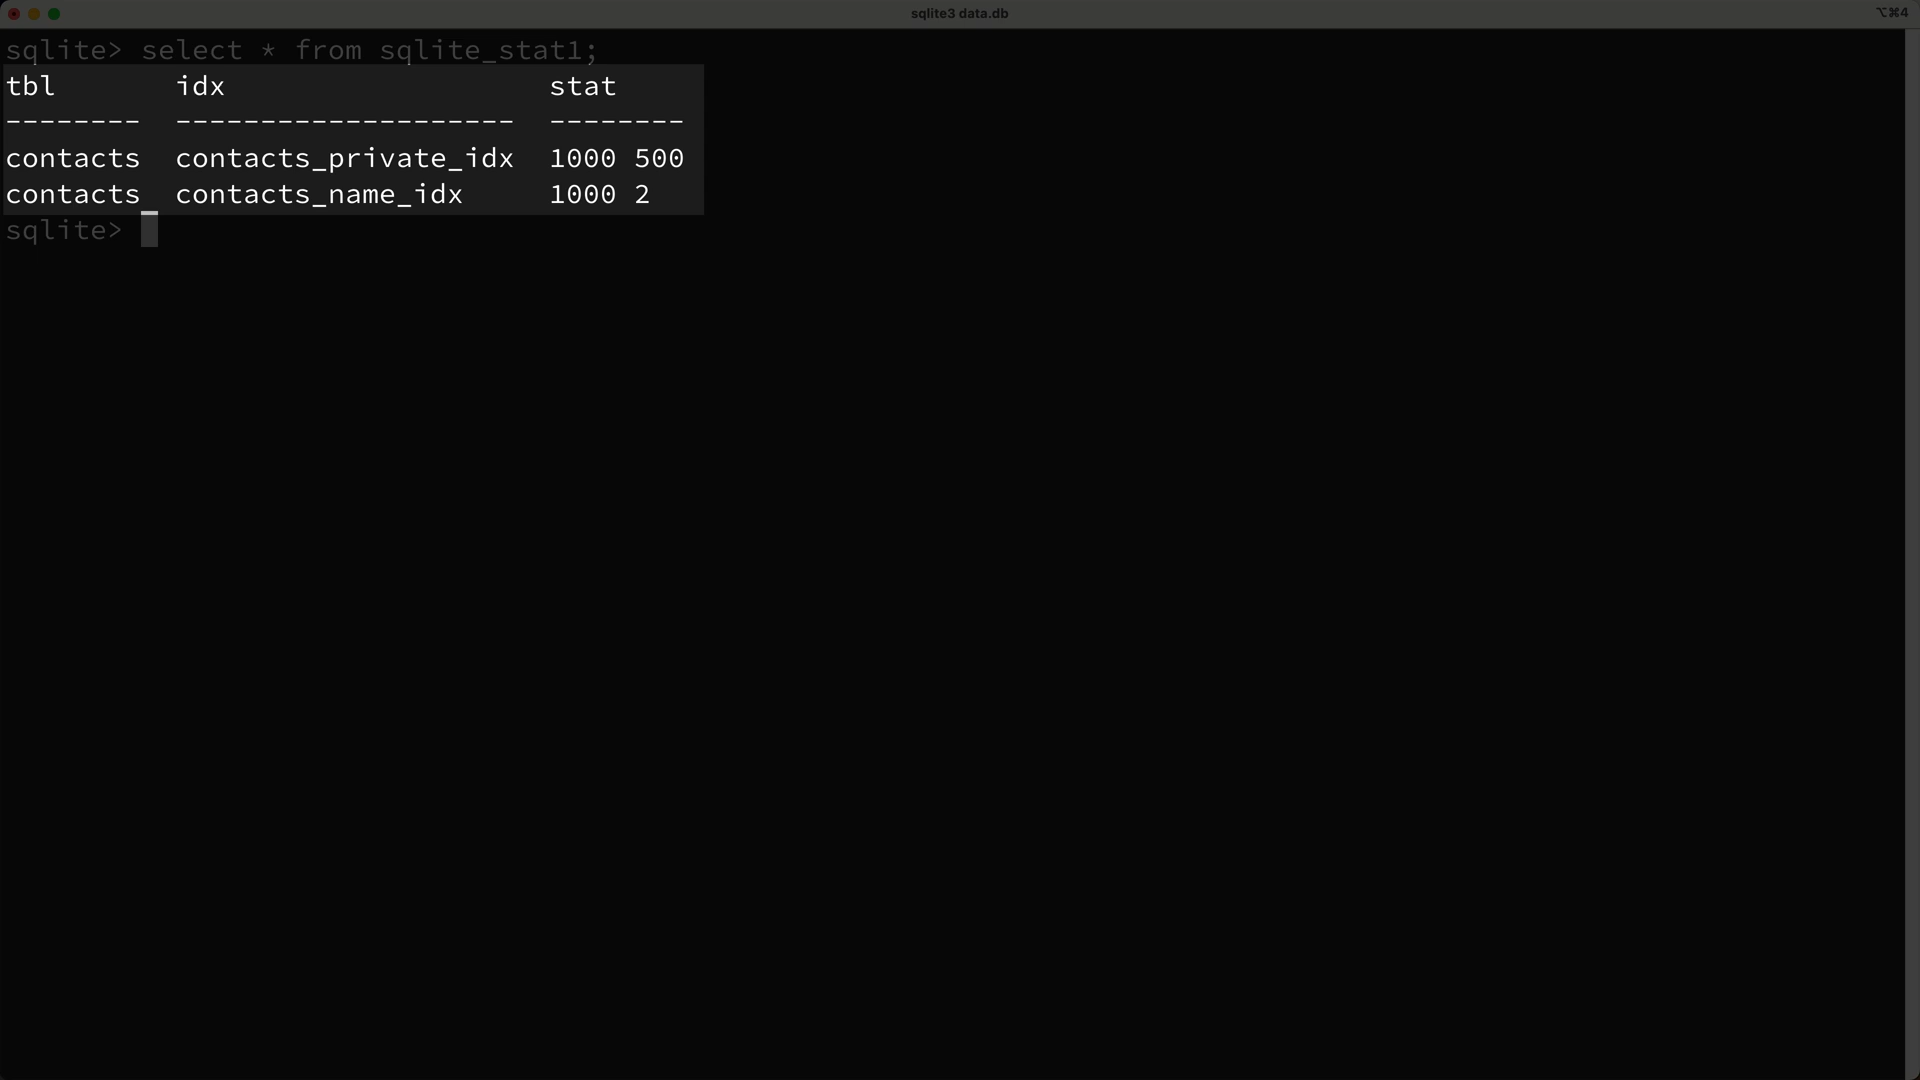 sqlite3 data.db
⌥⌘4
sqlite> select * from sqlite_stat1;
tbl       idx                   stat
--------  --------------------  --------
contacts  contacts_private_idx  1000 500
contacts  contacts_name_idx     1000 2
sqlite>